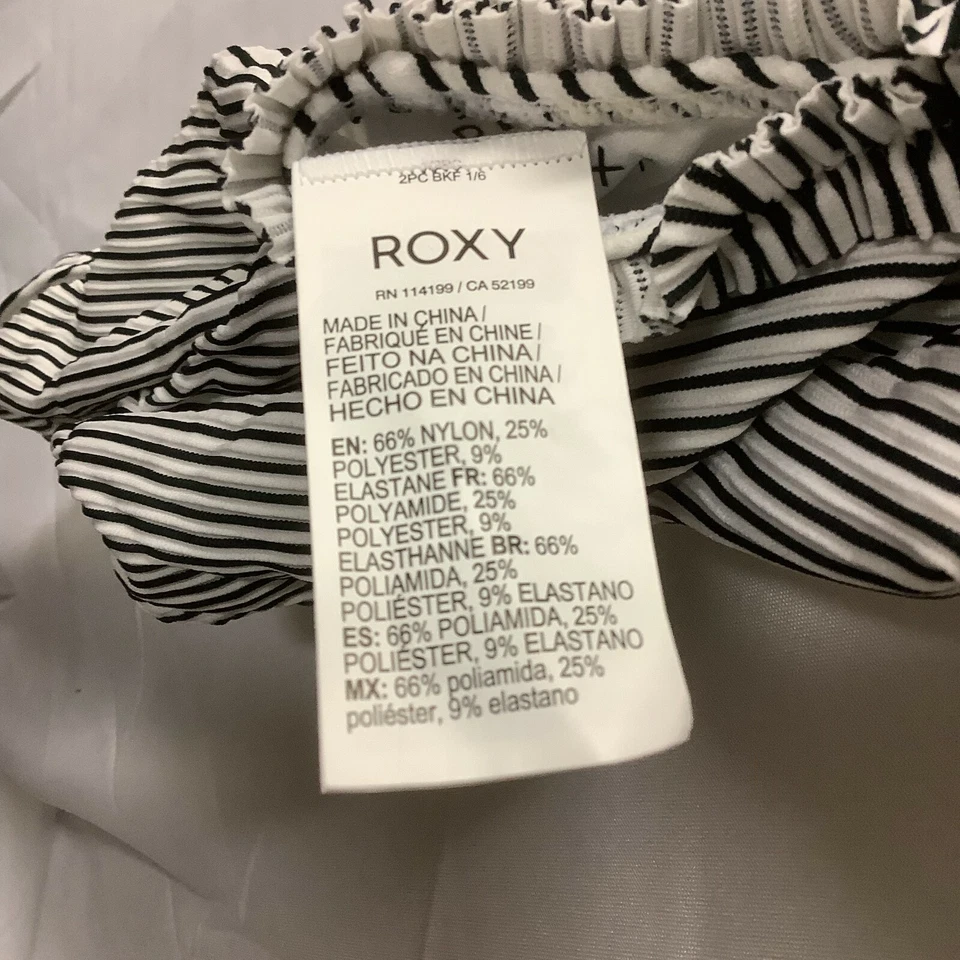 2PC BKF 1/6
ROXY
RN 114199 / CA 52199
MADE IN CHINA /
FABRIQUÉ EN CHINE /
FEITO NA CHINA /
FABRICADO EN CHINA /
HECHO EN CHINA
EN: 66% NYLON, 25%
POLYESTER, 9%
ELASTANE FR: 66%
POLYAMIDE, 25%
POLYESTER, 9%
ELASTHANNE BR: 66%
POLIAMIDA, 25%
POLIÉSTER, 9% ELASTANO
ES: 66% POLIAMIDA, 25%
POLIÉSTER, 9% ELASTANO
MX: 66% poliamida, 25%
poliéster, 9% elastano